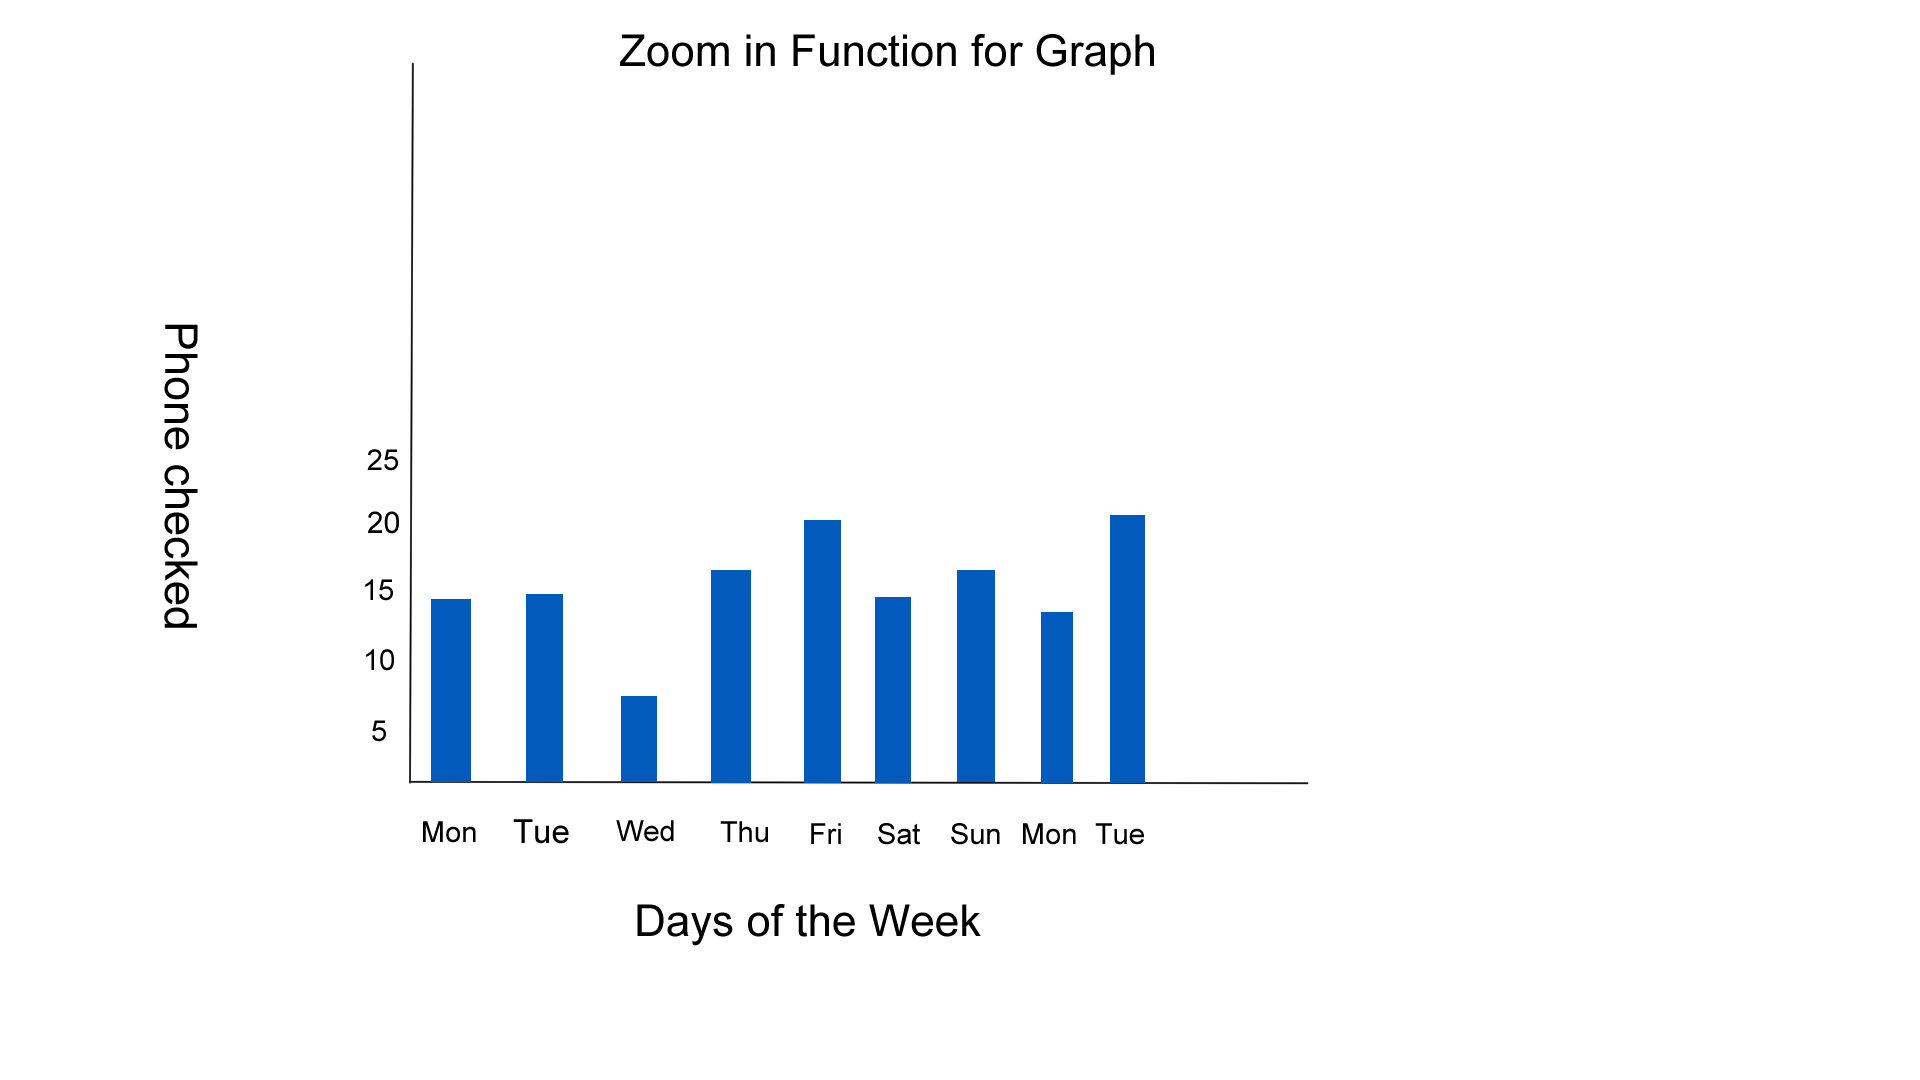 Zoom in Function for Graph
Phone checked
25
20
15
10
5
Mon Tue Wed Thu Fri Sat Sun Mon Tue
Days of the Week